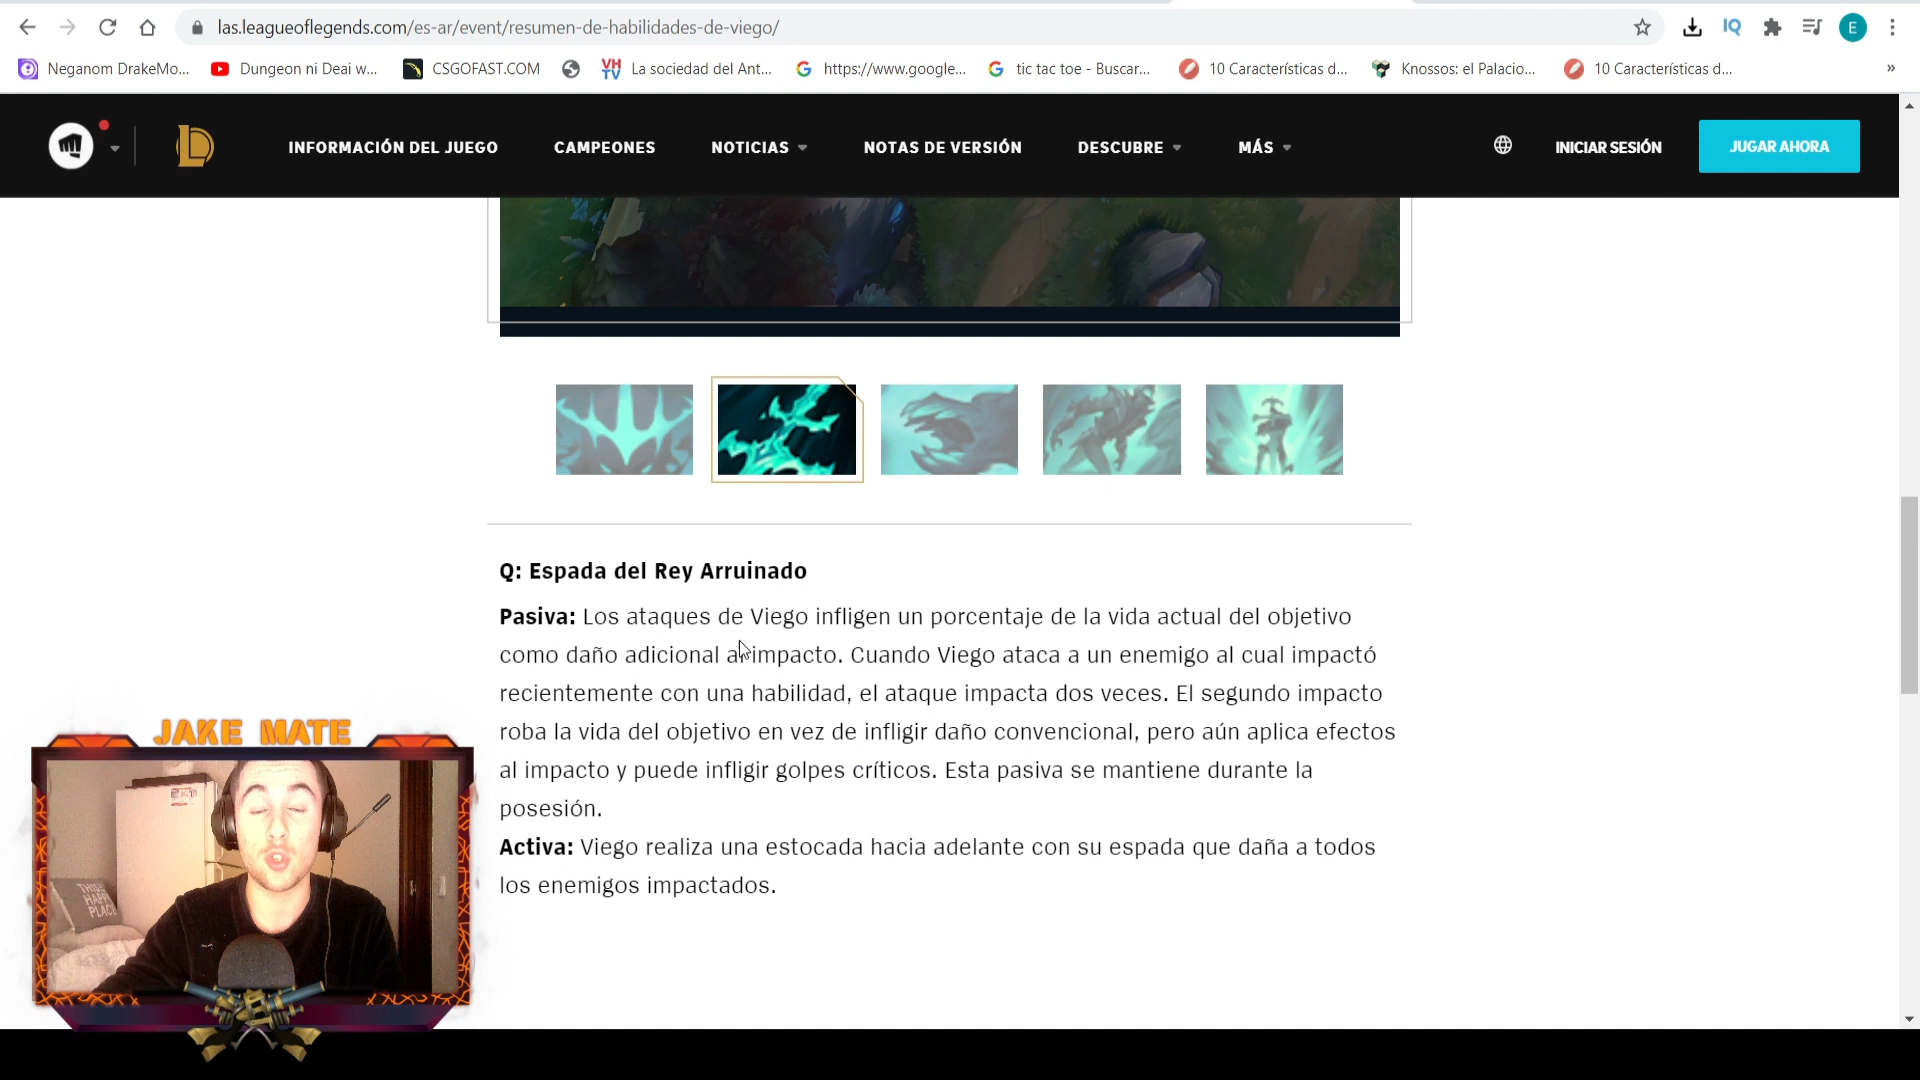 las.leagueoflegends.com/es-ar/event/resumen-de-habilidades-de-viego/
E
Neganom DrakeMo...
Dungeon ni Deai w...
CSGOFAST.COM
VH TV
La sociedad del Ant...
https://www.google...
tic tac toe - Buscar...
10 Características d...
Knossos: el Palacio...
10 Características d...
»
INFORMACIÓN DEL JUEGO
CAMPEONES
NOTICIAS
NOTAS DE VERSIÓN
DESCUBRE
MÁS
INICIAR SESIÓN
JUGAR AHORA
Q: Espada del Rey Arruinado
Pasiva: Los ataques de Viego infligen un porcentaje de la vida actual del objetivo
como daño adicional al impacto. Cuando Viego ataca a un enemigo al cual impactó
recientemente con una habilidad, el ataque impacta dos veces. El segundo impacto
roba la vida del objetivo en vez de infligir daño convencional, pero aún aplica efectos
al impacto y puede infligir golpes críticos. Esta pasiva se mantiene durante la
posesión.
Activa: Viego realiza una estocada hacia adelante con su espada que daña a todos
los enemigos impactados.
JAKE MATE
THIS
HAPPY
PLACE